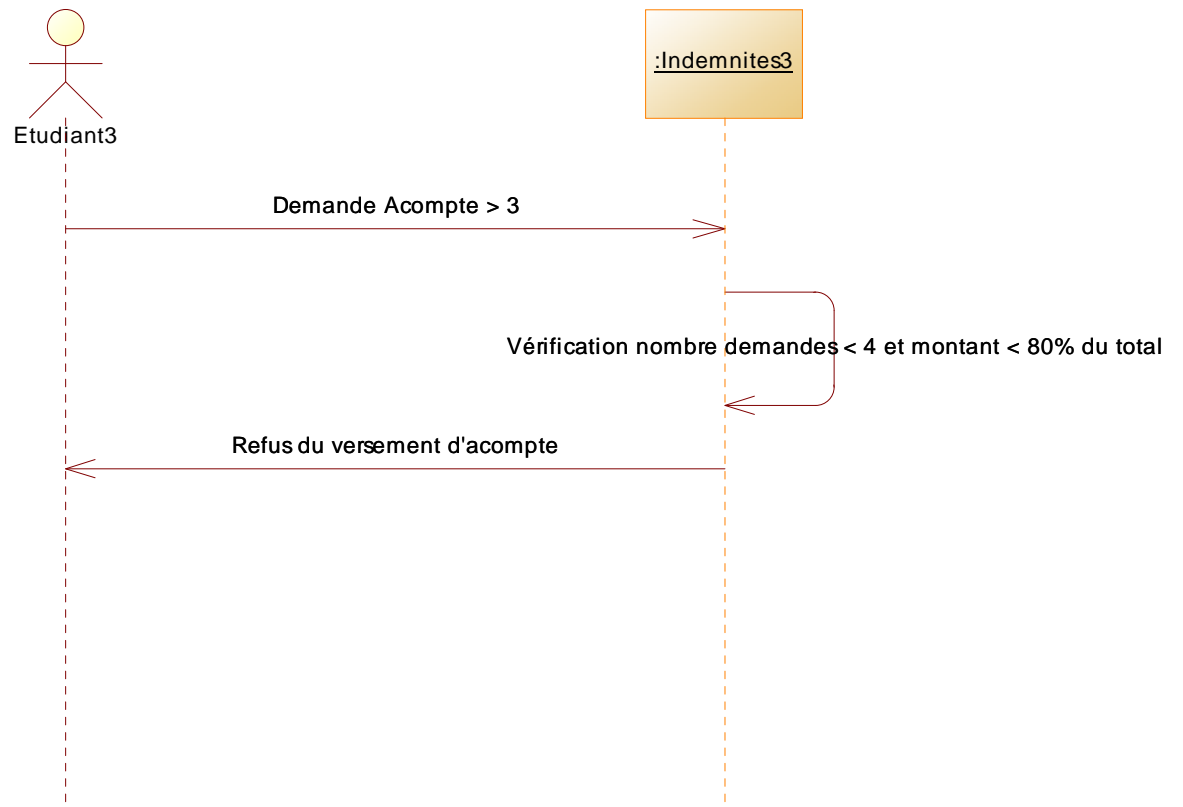 :Indemnites3
Etudiant3
Demande Acompte > 3
Vérification nombre demandes < 4 et montant < 80% du total
Refus du versement d'acompte